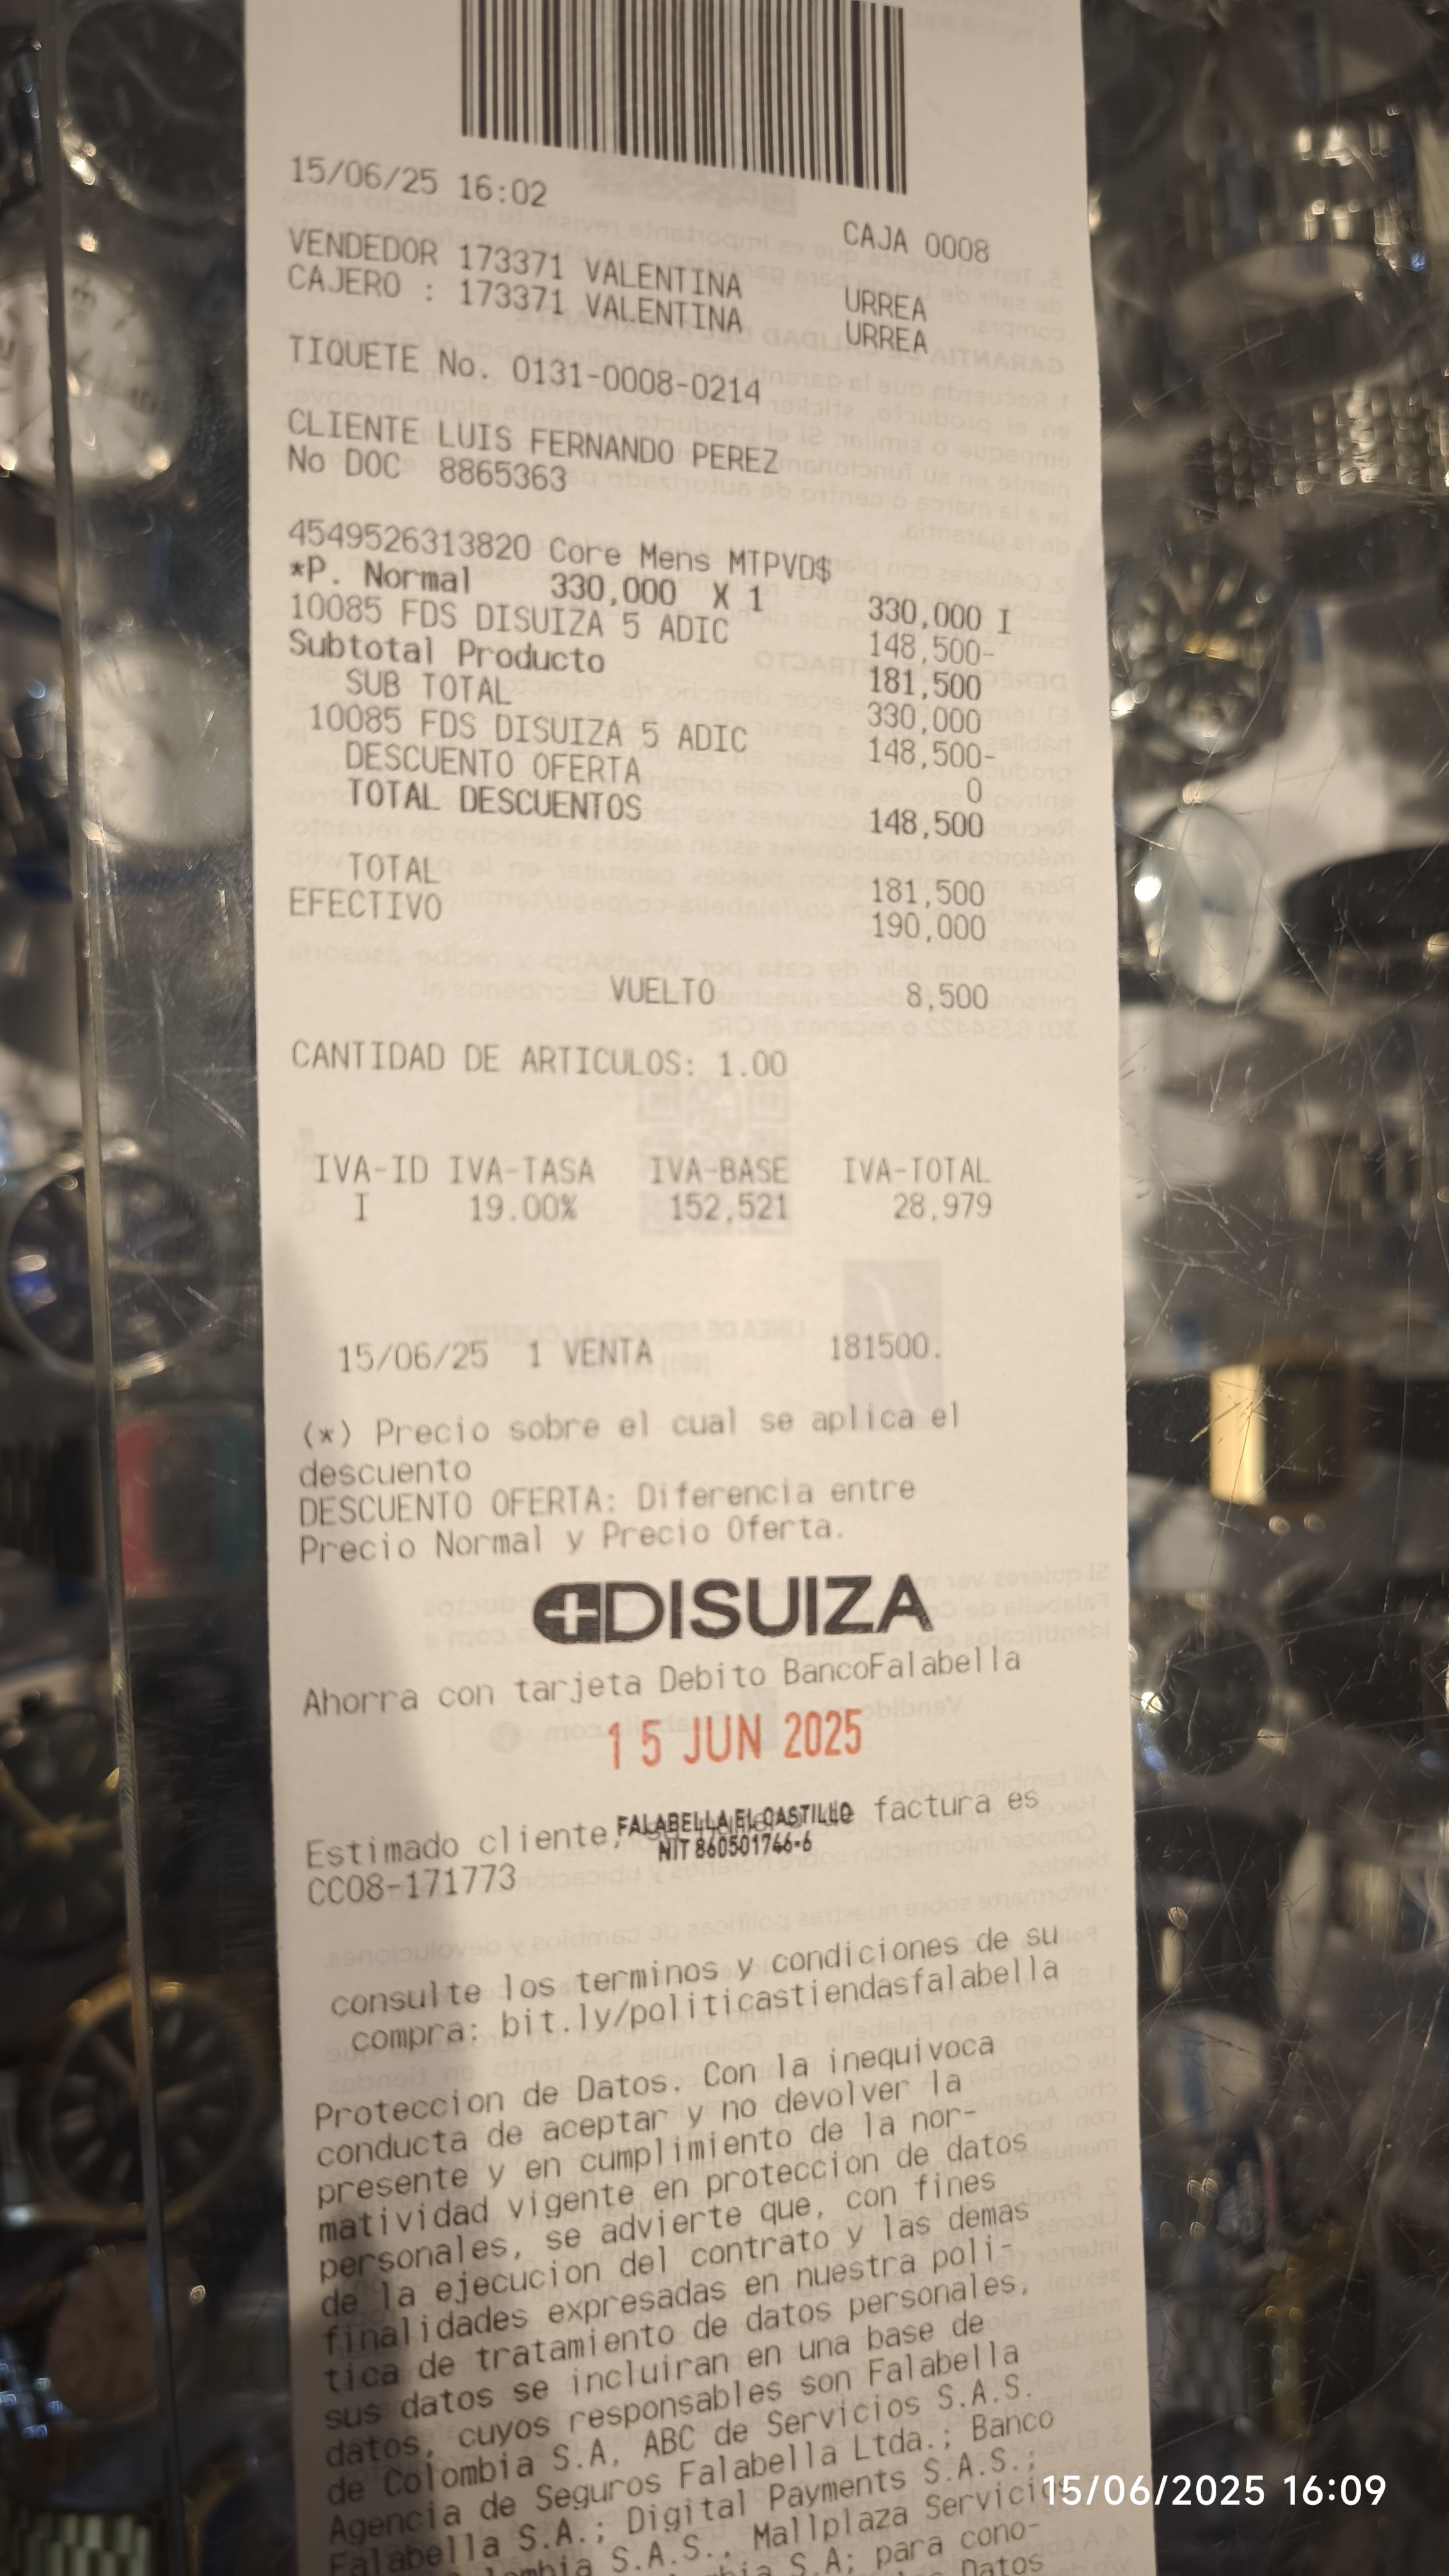 15/06/25 16:02
CAJA 0008
VENDEDOR 173371 VALENTINA URREA
CAJERO : 173371 VALENTINA URREA
TIQUETE No. 0131-0008-0214
CLIENTE LUIS FERNANDO PEREZ
No DOC 8865363
4549526313820 Core Mens MTPVD$
*P. Normal 330,000 X 1 330,000 I
10085 FDS DISUIZA 5 ADIC 148,500-
Subtotal Producto 181,500
SUB TOTAL 330,000
10085 FDS DISUIZA 5 ADIC 148,500-
DESCUENTO OFERTA 0
TOTAL DESCUENTOS 148,500
TOTAL 181,500
EFECTIVO 190,000
VUELTO 8,500
CANTIDAD DE ARTICULOS: 1.00
IVA-ID IVA-TASA IVA-BASE IVA-TOTAL
I 19.00% 152,521 28,979
15/06/25 1 VENTA 181500.
(*) Precio sobre el cual se aplica el
descuento
DESCUENTO OFERTA: Diferencia entre
Precio Normal y Precio Oferta.
DISUIZA
Ahorra con tarjeta Debito BancoFalabella
15 JUN 2025
FALABELLA EL CASTILLO
NIT 860501746-6
Estimado cliente, factura es
CC08-171773
consulte los terminos y condiciones de su
compra: bit.ly/politicastiendasfalabella
Proteccion de Datos. Con la inequivoca
conducta de aceptar y no devolver la
presente y en cumplimiento de la nor-
matividad vigente en proteccion de datos
personales, se advierte que, con fines
de la ejecucion del contrato y las demas
finalidades expresadas en nuestra poli-
tica de tratamiento de datos personales,
sus datos se incluiran en una base de
datos, cuyos responsables son Falabella
de Colombia S.A, ABC de Servicios S.A.S.
Agencia de Seguros Falabella Ltda.; Banco
Falabella S.A.; Digital Payments S.A.S.,
S.A.S., Mallplaza Servicios
S.A; para cono-
Datos
15/06/2025 16:09